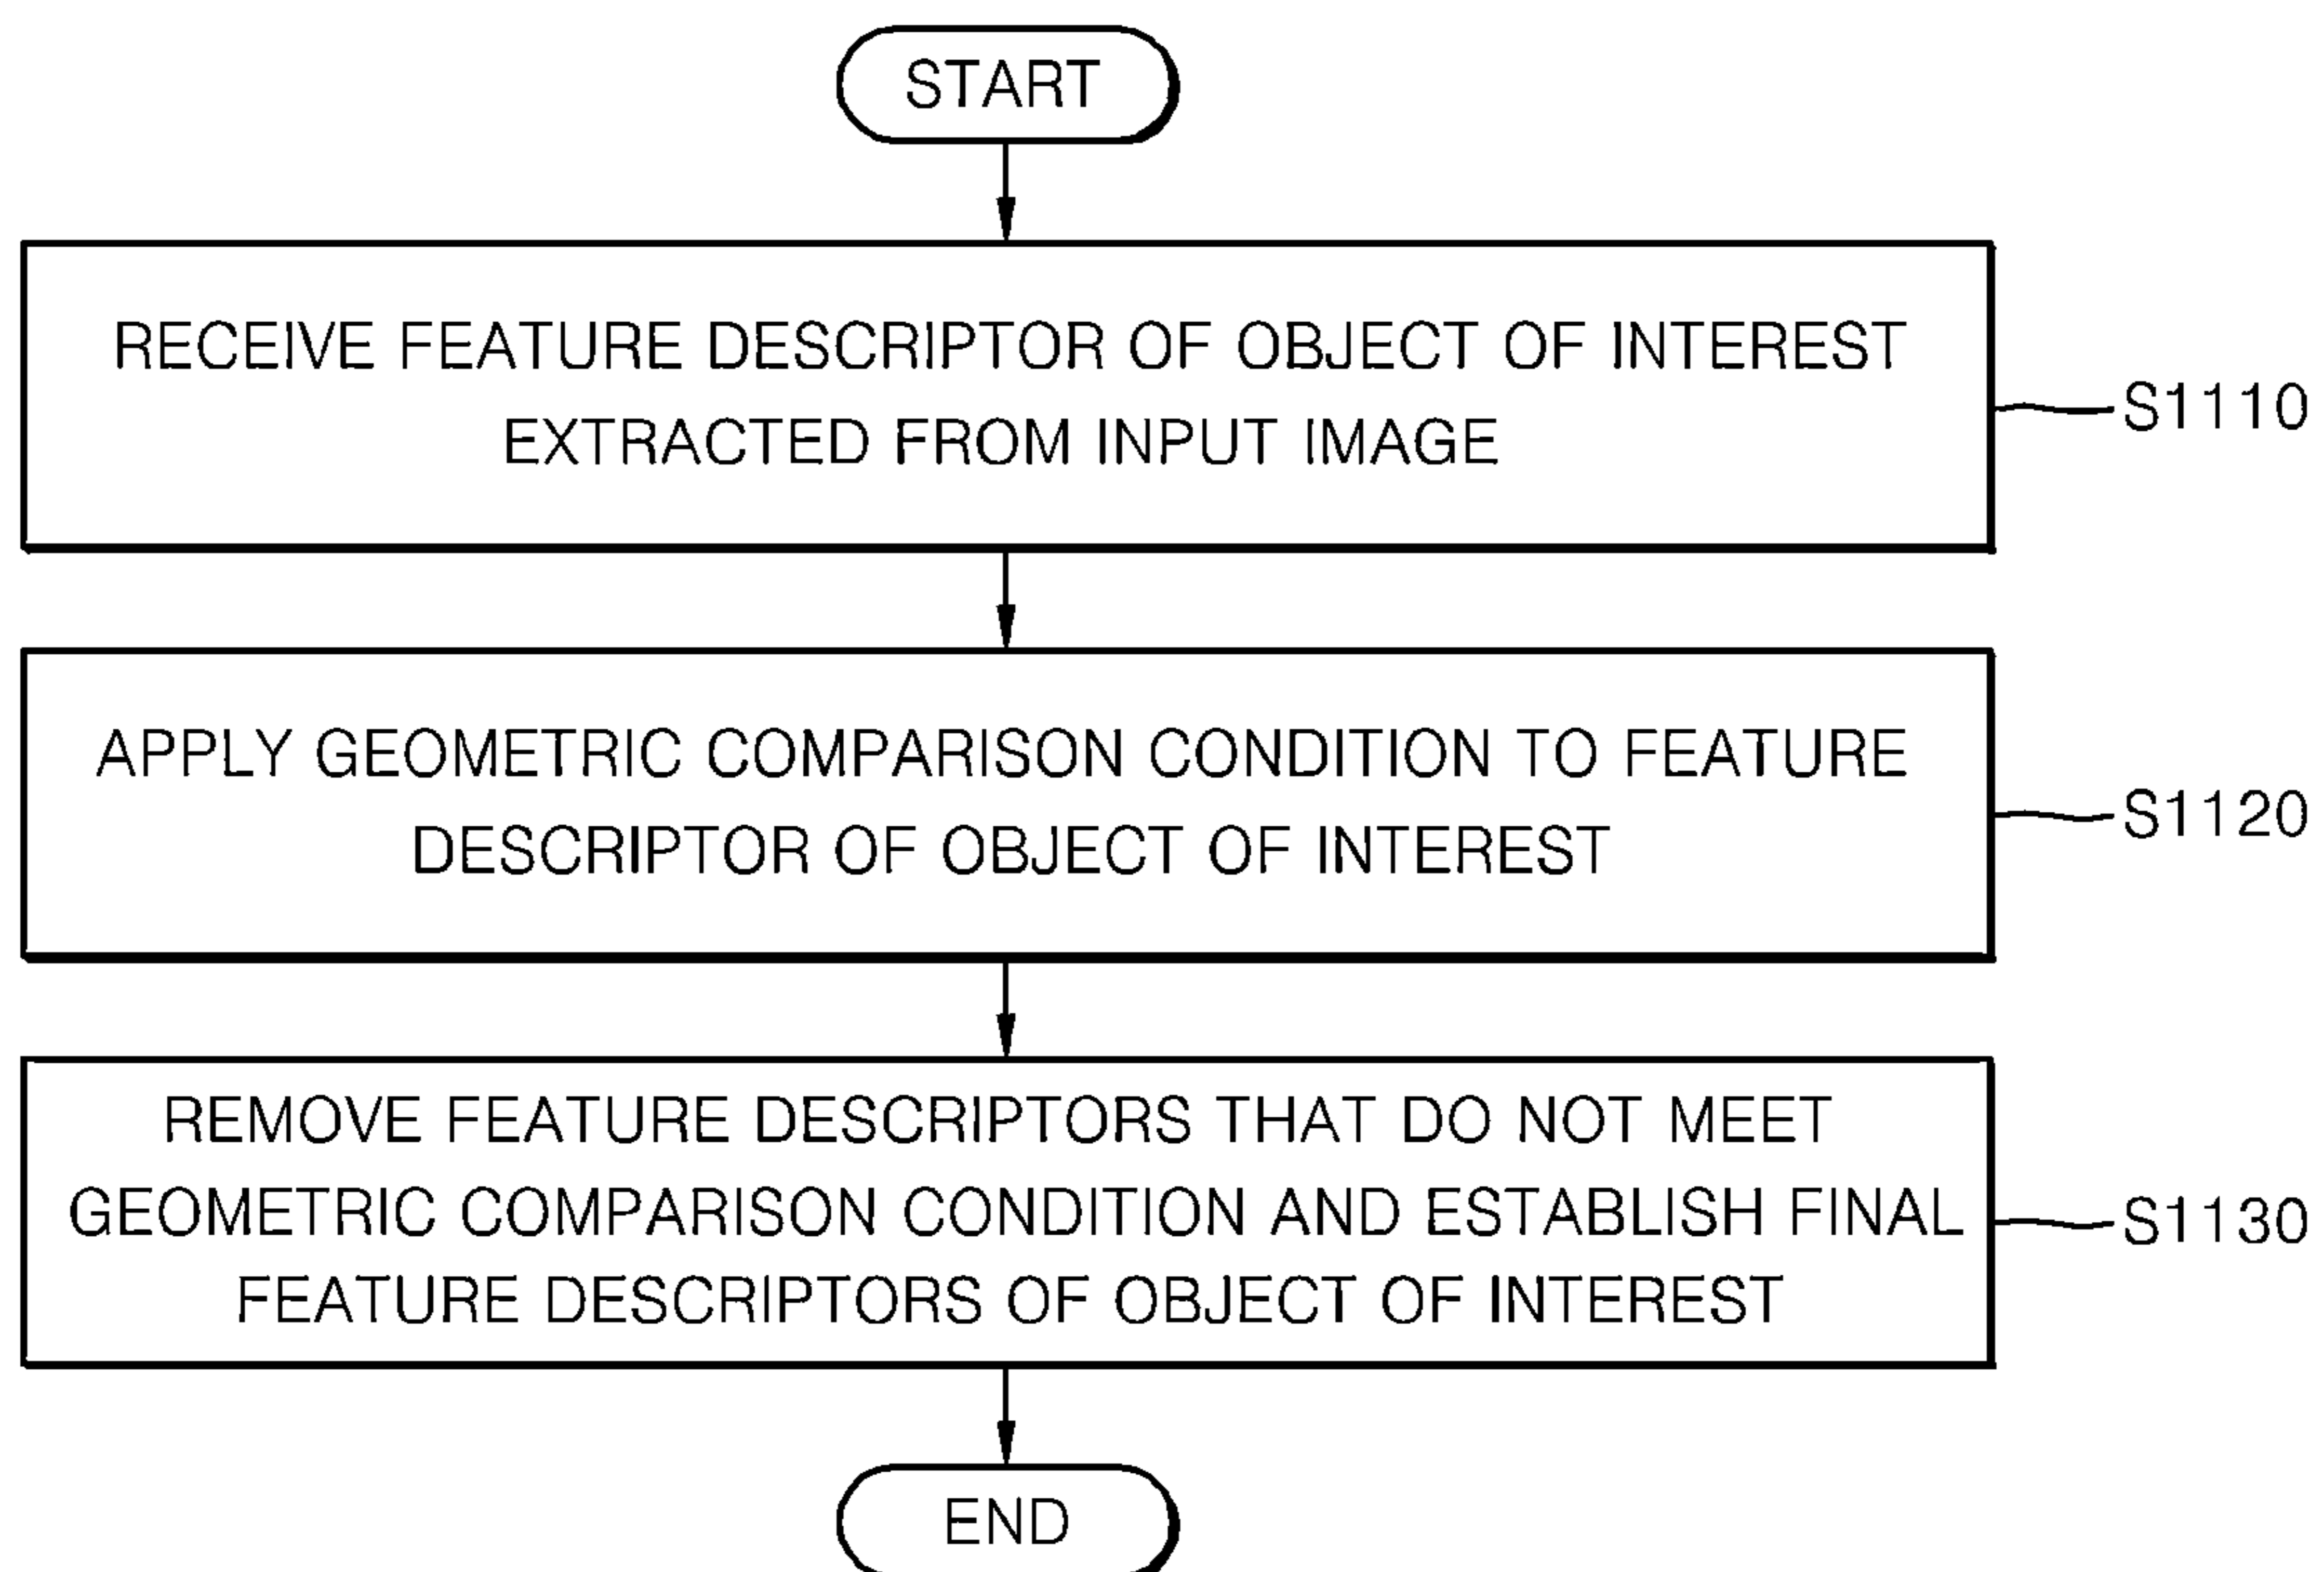 START
RECEIVE FEATURE DESCRIPTOR OF OBJECT OF INTEREST
EXTRACTED FROM INPUT IMAGE
S1110
APPLY GEOMETRIC COMPARISON CONDITION TO FEATURE
DESCRIPTOR OF OBJECT OF INTEREST
S1120
REMOVE FEATURE DESCRIPTORS THAT DO NOT MEET
GEOMETRIC COMPARISON CONDITION AND ESTABLISH FINAL
FEATURE DESCRIPTORS OF OBJECT OF INTEREST
S1130
END